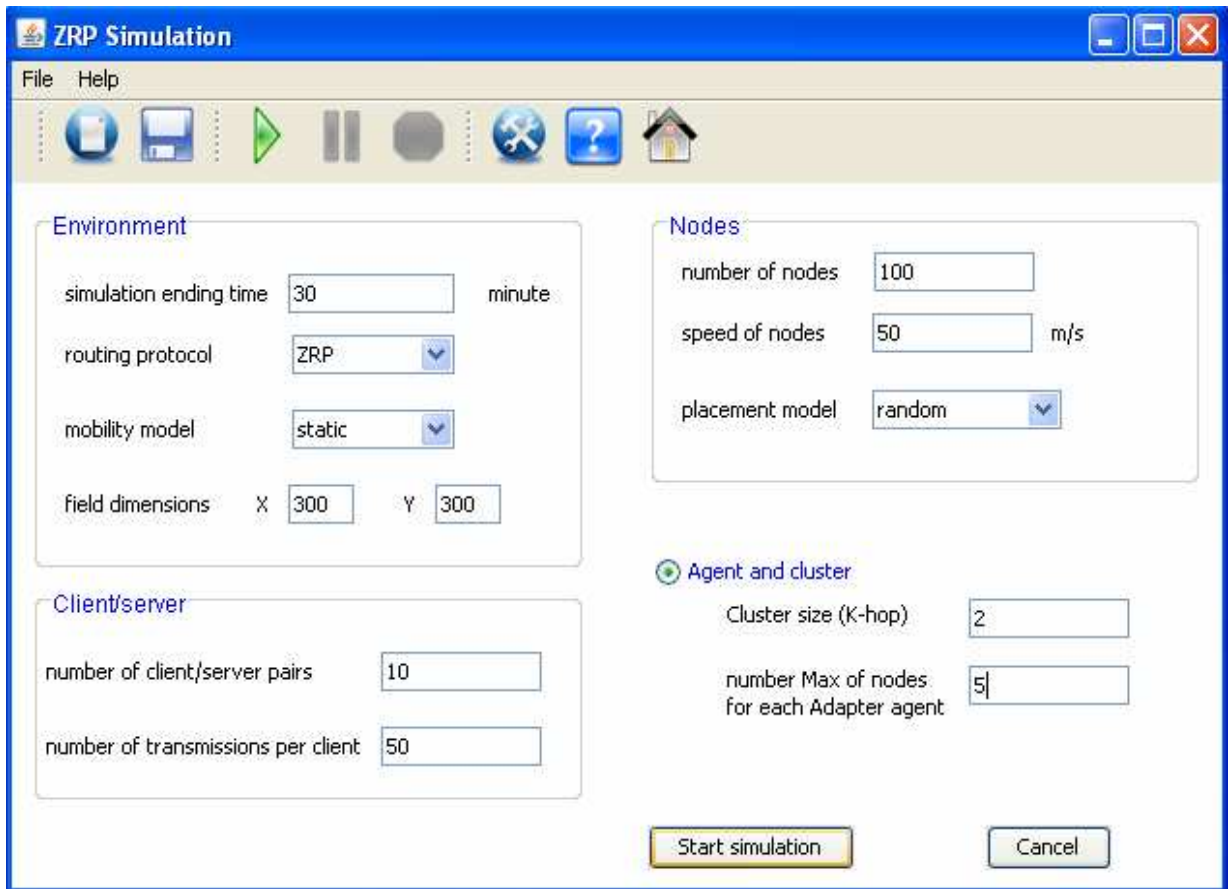 ZRP Simulation
File Help
?
Environment
simulation ending time 30 minute
routing protocol ZRP
mobility model static
field dimensions X 300 Y 300
Client/server
number of client/server pairs 10
number of transmissions per client 50
Nodes
number of nodes 100
speed of nodes 50 m/s
placement model random
Agent and cluster
Cluster size (K-hop) 2
number Max of nodes
for each Adapter agent 5
Start simulation Cancel